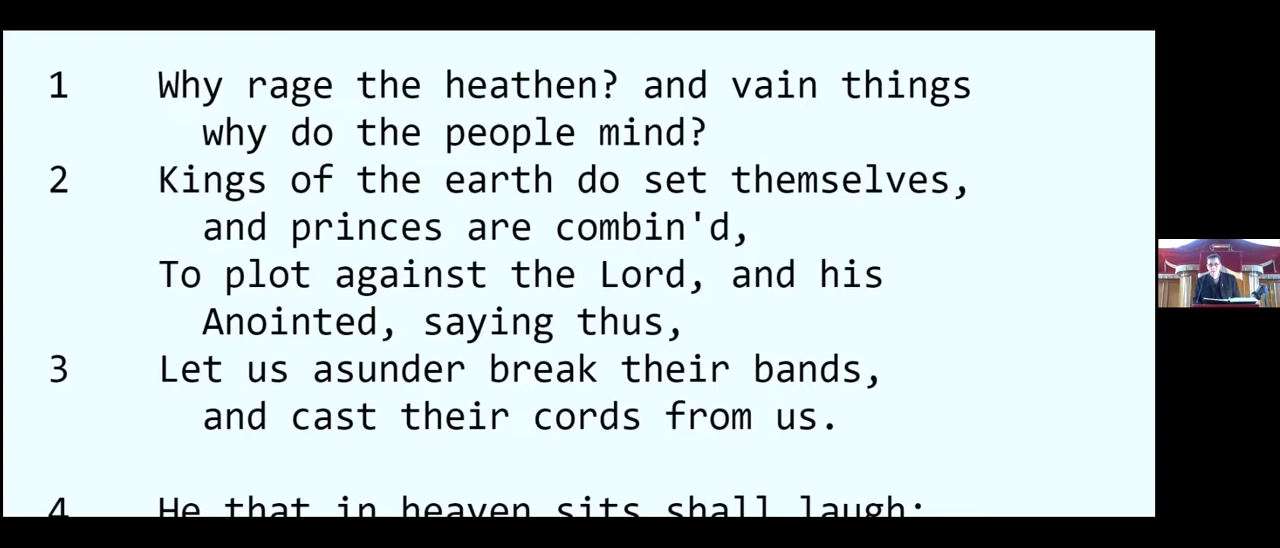 1 Why rage the heathen? and vain things
why do the people mind?
2 Kings of the earth do set themselves,
and princes are combin'd,
To plot against the Lord, and his
Anointed, saying thus,
3 Let us asunder break their bands,
and cast their cords from us.
4 He that in heaven sits shall laugh;